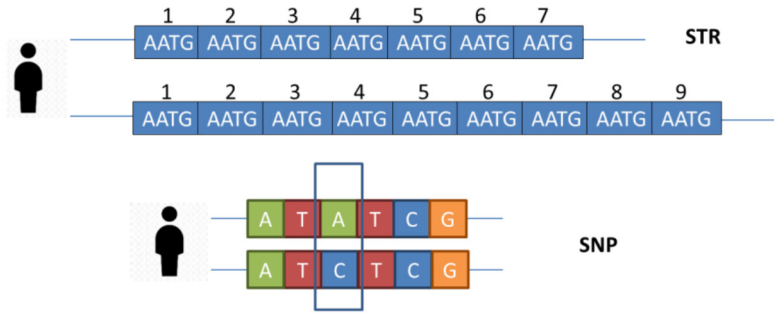 1 2 3 4 5 6 7
AATG AATG AATG AATG AATG AATG AATG
STR
1 2 3 4 5 6 7 8 9
AATG AATG AATG AATG AATG AATG AATG AATG AATG
A T A T C G
SNP
A T C T C G